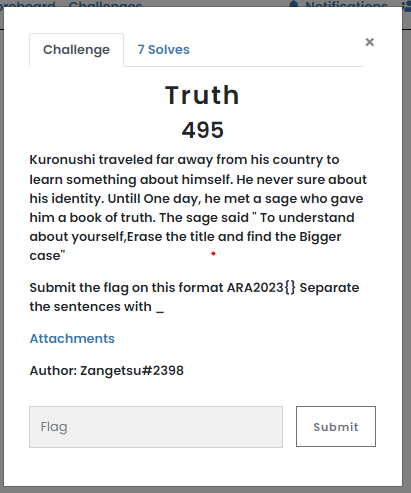 Challenges
Notifications
Challenge
7 Solves
×
Truth
495
Kuronushi traveled far away from his country to
learn something about himself. He never sure about
his identity. Untill One day, he met a sage who gave
him a book of truth. The sage said " To understand
about yourself,Erase the title and find the Bigger
case"
Submit the flag on this format ARA2023{} Separate
the sentences with _
Attachments
Author: Zangetsu#2398
Flag
Submit